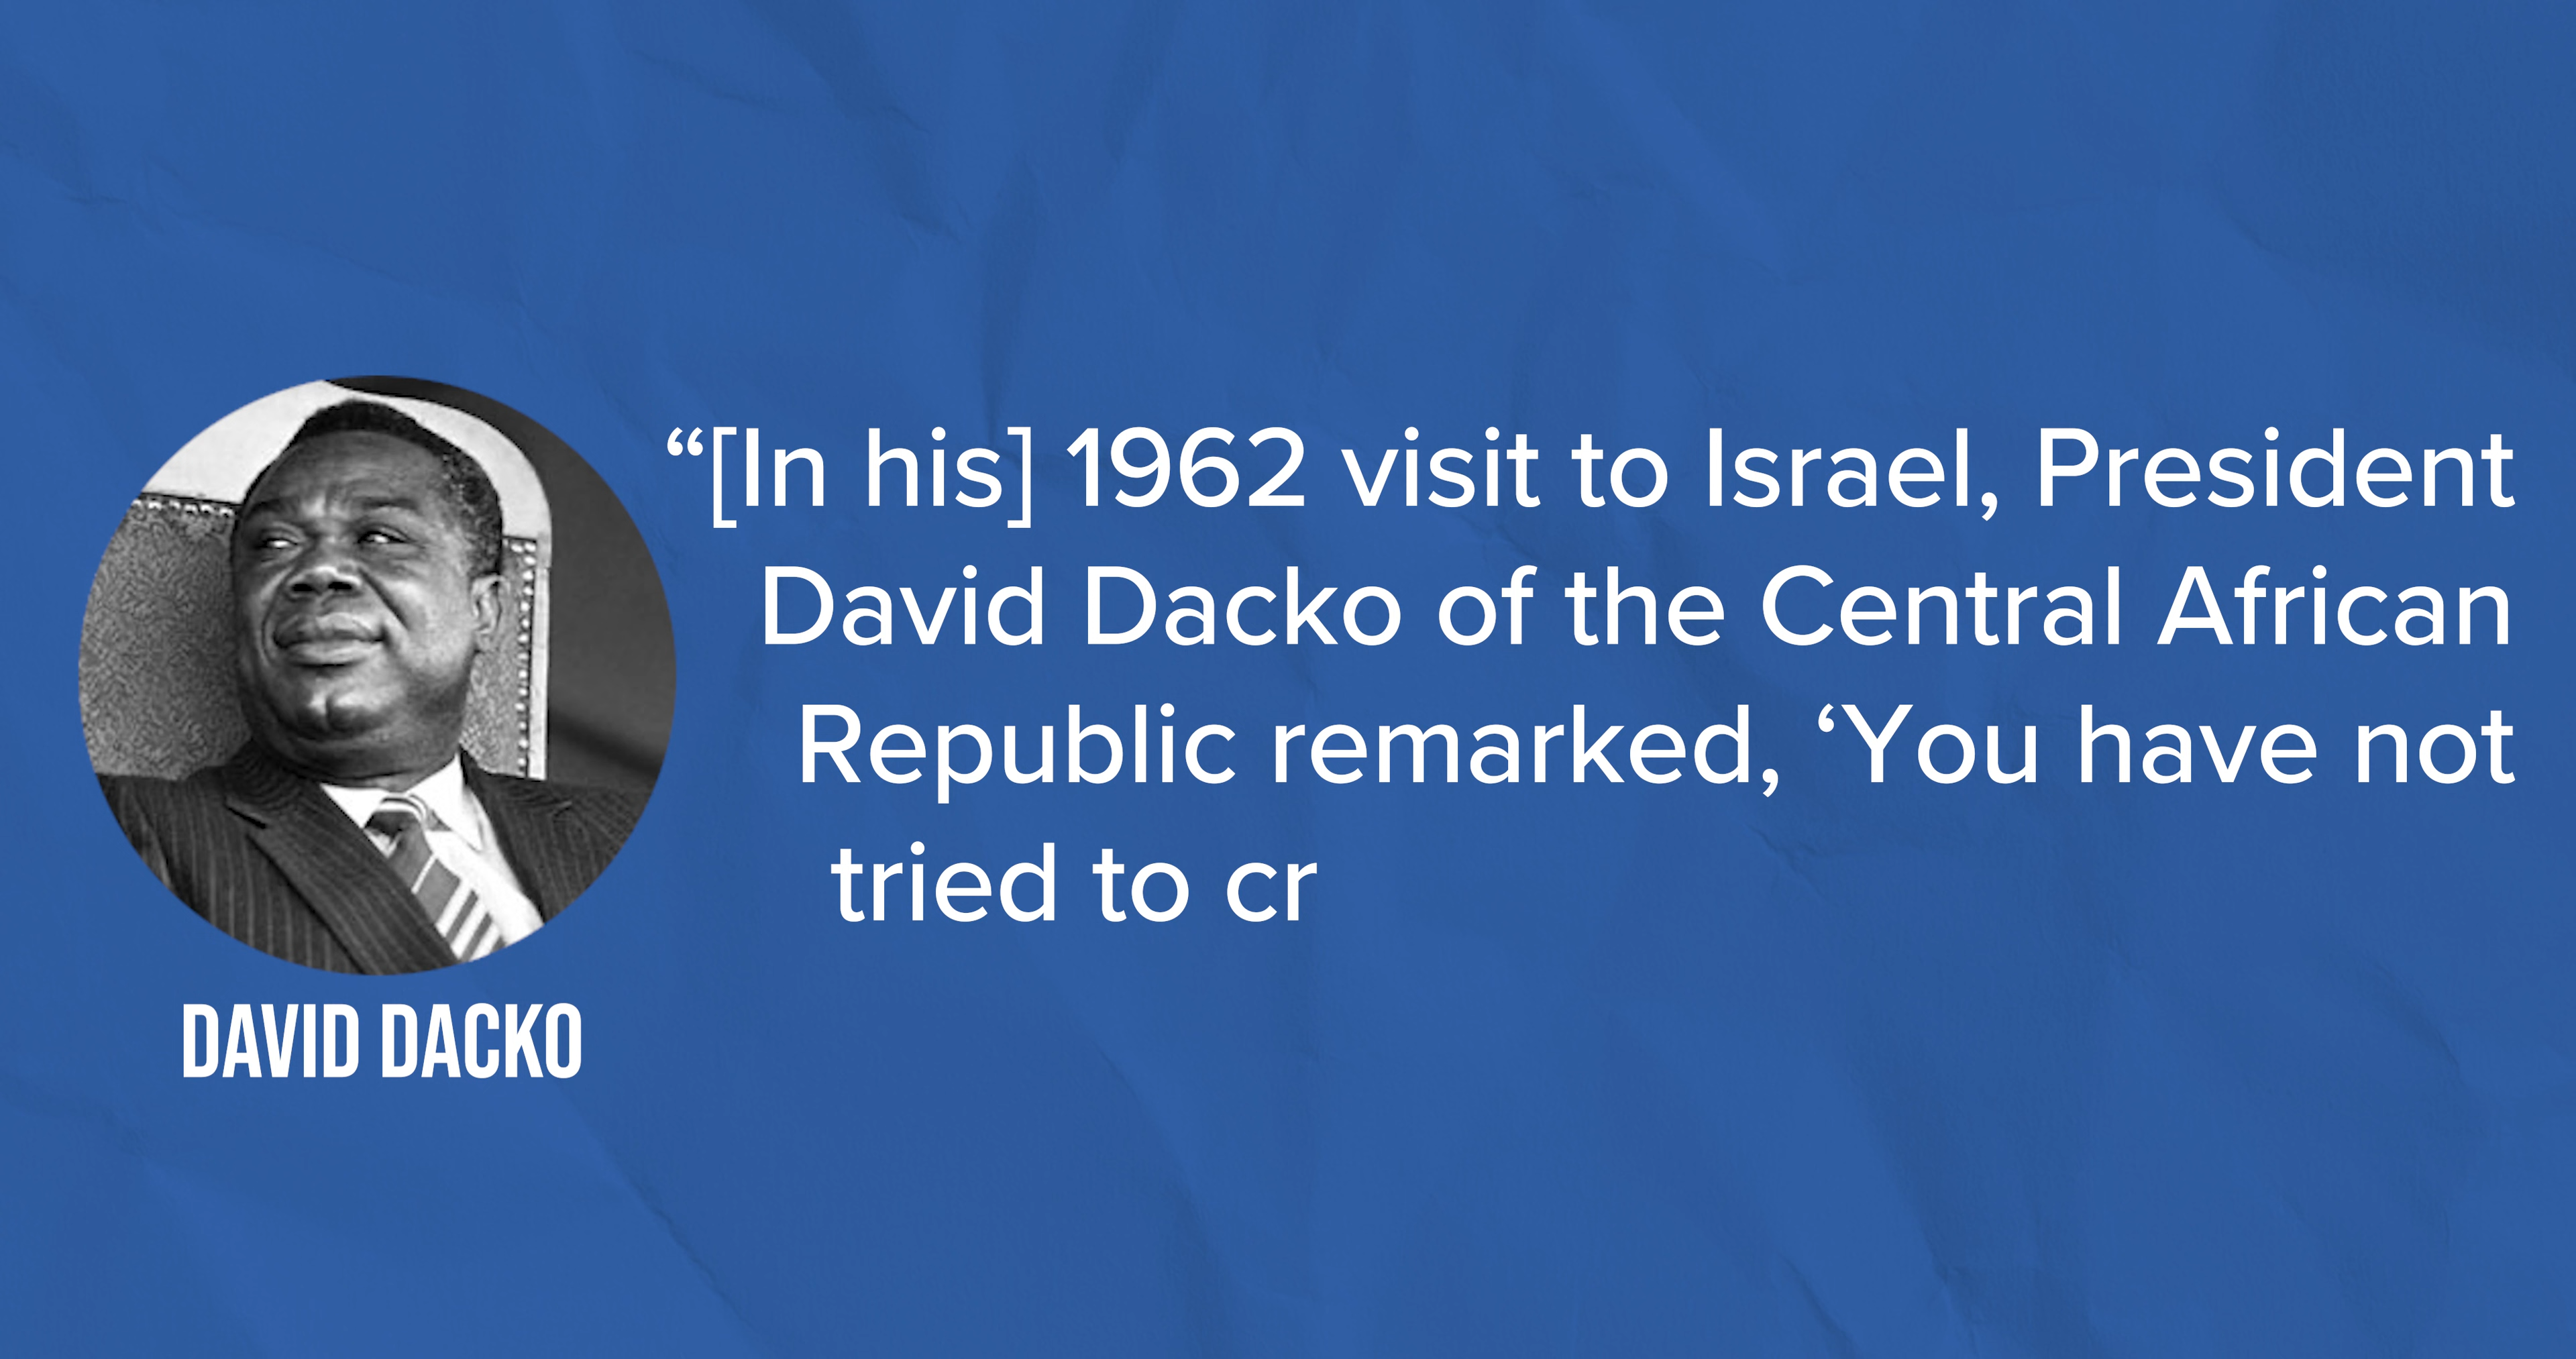 “[In his] 1962 visit to Israel, President
David Dacko of the Central African
Republic remarked, ‘You have not
tried to cr
DAVID DACKO